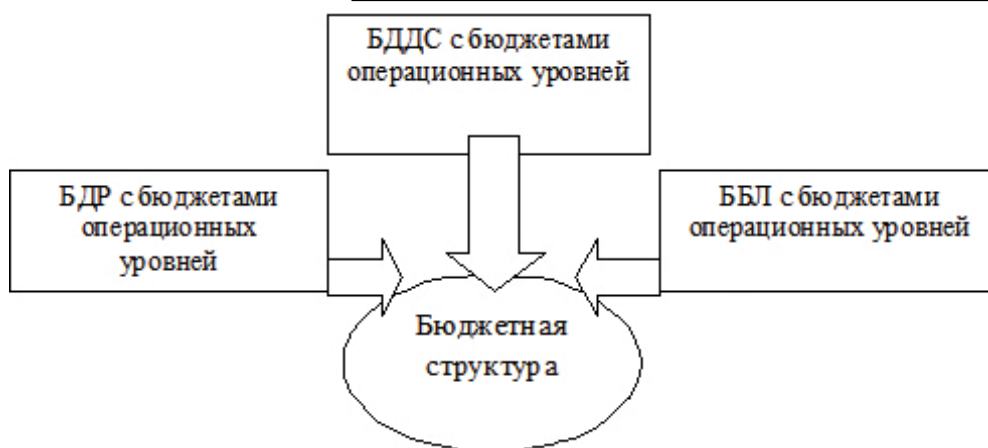 БДДС с бюджетами
операционных уровней
БДР с бюджетами
операционных
уровней
ББЛ с бюджетами
операционных уровней
Бюджетная
структура